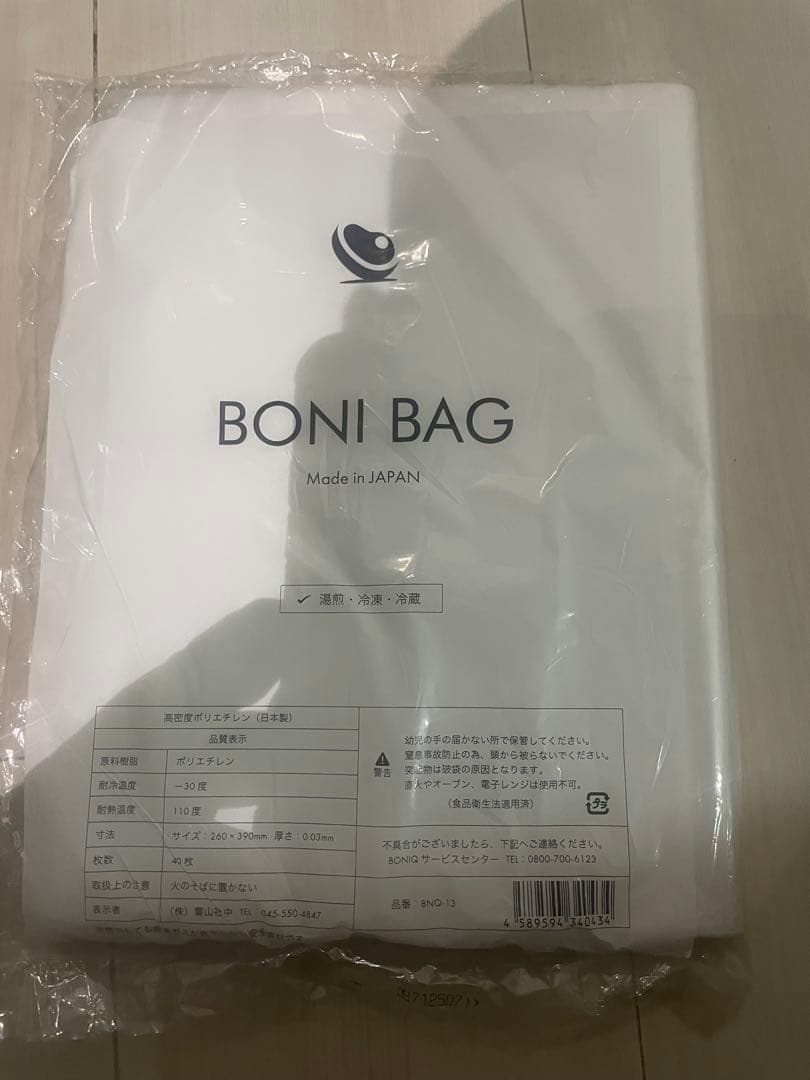 BONI BAG
Made in JAPAN
✓ 湯煎・冷凍・冷蔵
高密度ポリエチレン（日本製）
品質表示
原料樹脂 ポリエチレン
耐冷温度 －30度
耐熱温度 110度
寸法 サイズ：260×390mm 厚さ：0.03mm
枚数 40枚
取扱上の注意 火のそばに置かない
表示者 （株）葉山社中 TEL 045-550-4847
警告
幼児の手の届かない所で保管してください。
窒息事故防止の為、頭から被らないでください。
突起物は破袋の原因となります。
直火やオーブン、電子レンジは使用不可。
（食品衛生法適用済）
プラ
不具合がございましたら、下記へご連絡ください。
BONIQ サービスセンター TEL：0800-700-6123
品番：BNQ-13
4 589594 340434